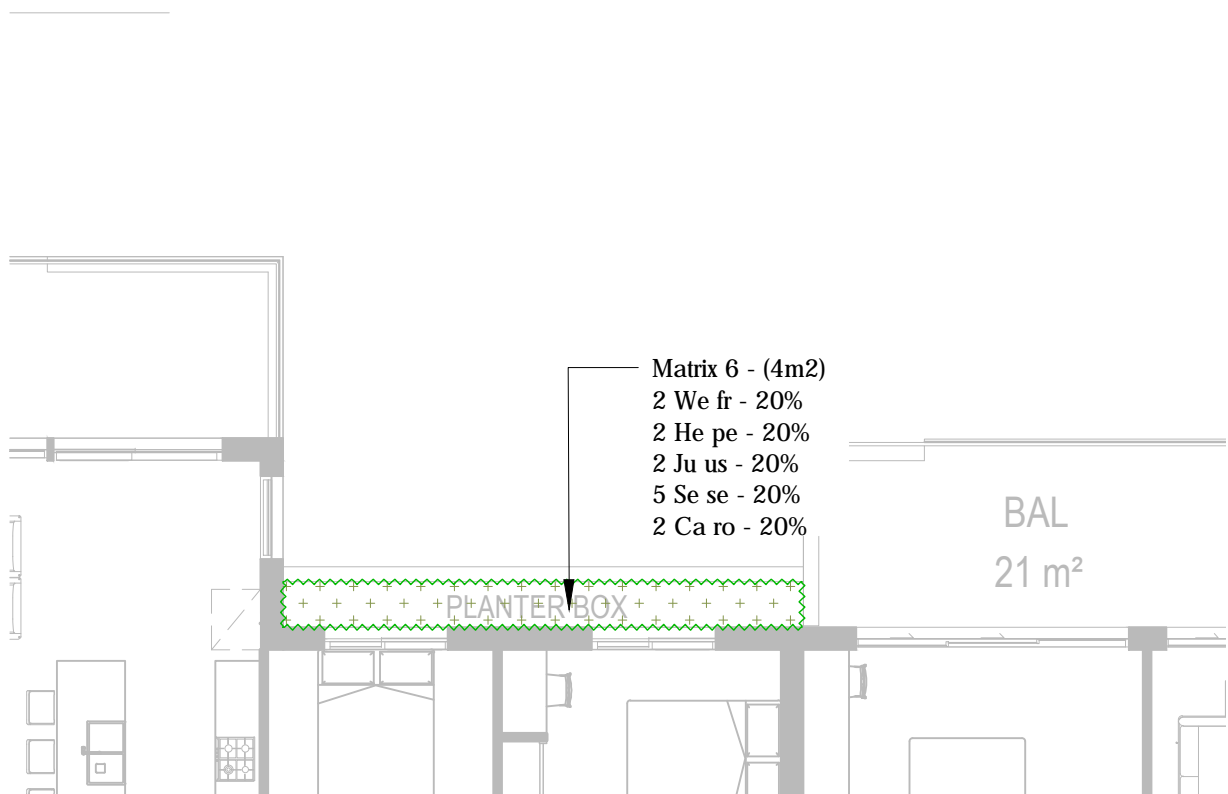 Matrix 6 - (4m2)
2 We fr - 20%
2 He pe - 20%
2 Ju us - 20%
5 Se se - 20%
2 Ca ro - 20%
BAL
21 m²
PLANTER BOX